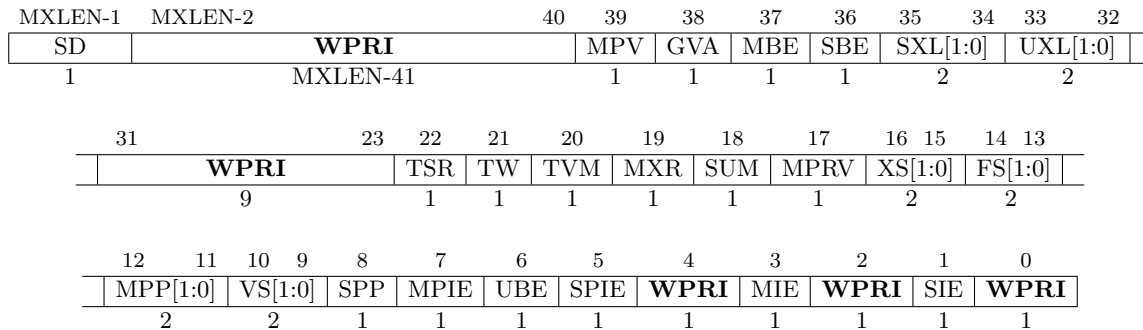 MXLEN-1 MXLEN-2 40 39 38 37 36 35 34 33 32
SD WPRI MPV GVA MBE SBE SXL[1:0] UXL[1:0]
1 MXLEN-41 1 1 1 1 2 2
31 23 22 21 20 19 18 17 16 15 14 13
WPRI TSR TW TVM MXR SUM MPRV XS[1:0] FS[1:0]
9 1 1 1 1 1 1 2 2
12 11 10 9 8 7 6 5 4 3 2 1 0
MPP[1:0] VS[1:0] SPP MPIE UBE SPIE WPRI MIE WPRI SIE WPRI
2 2 1 1 1 1 1 1 1 1 1